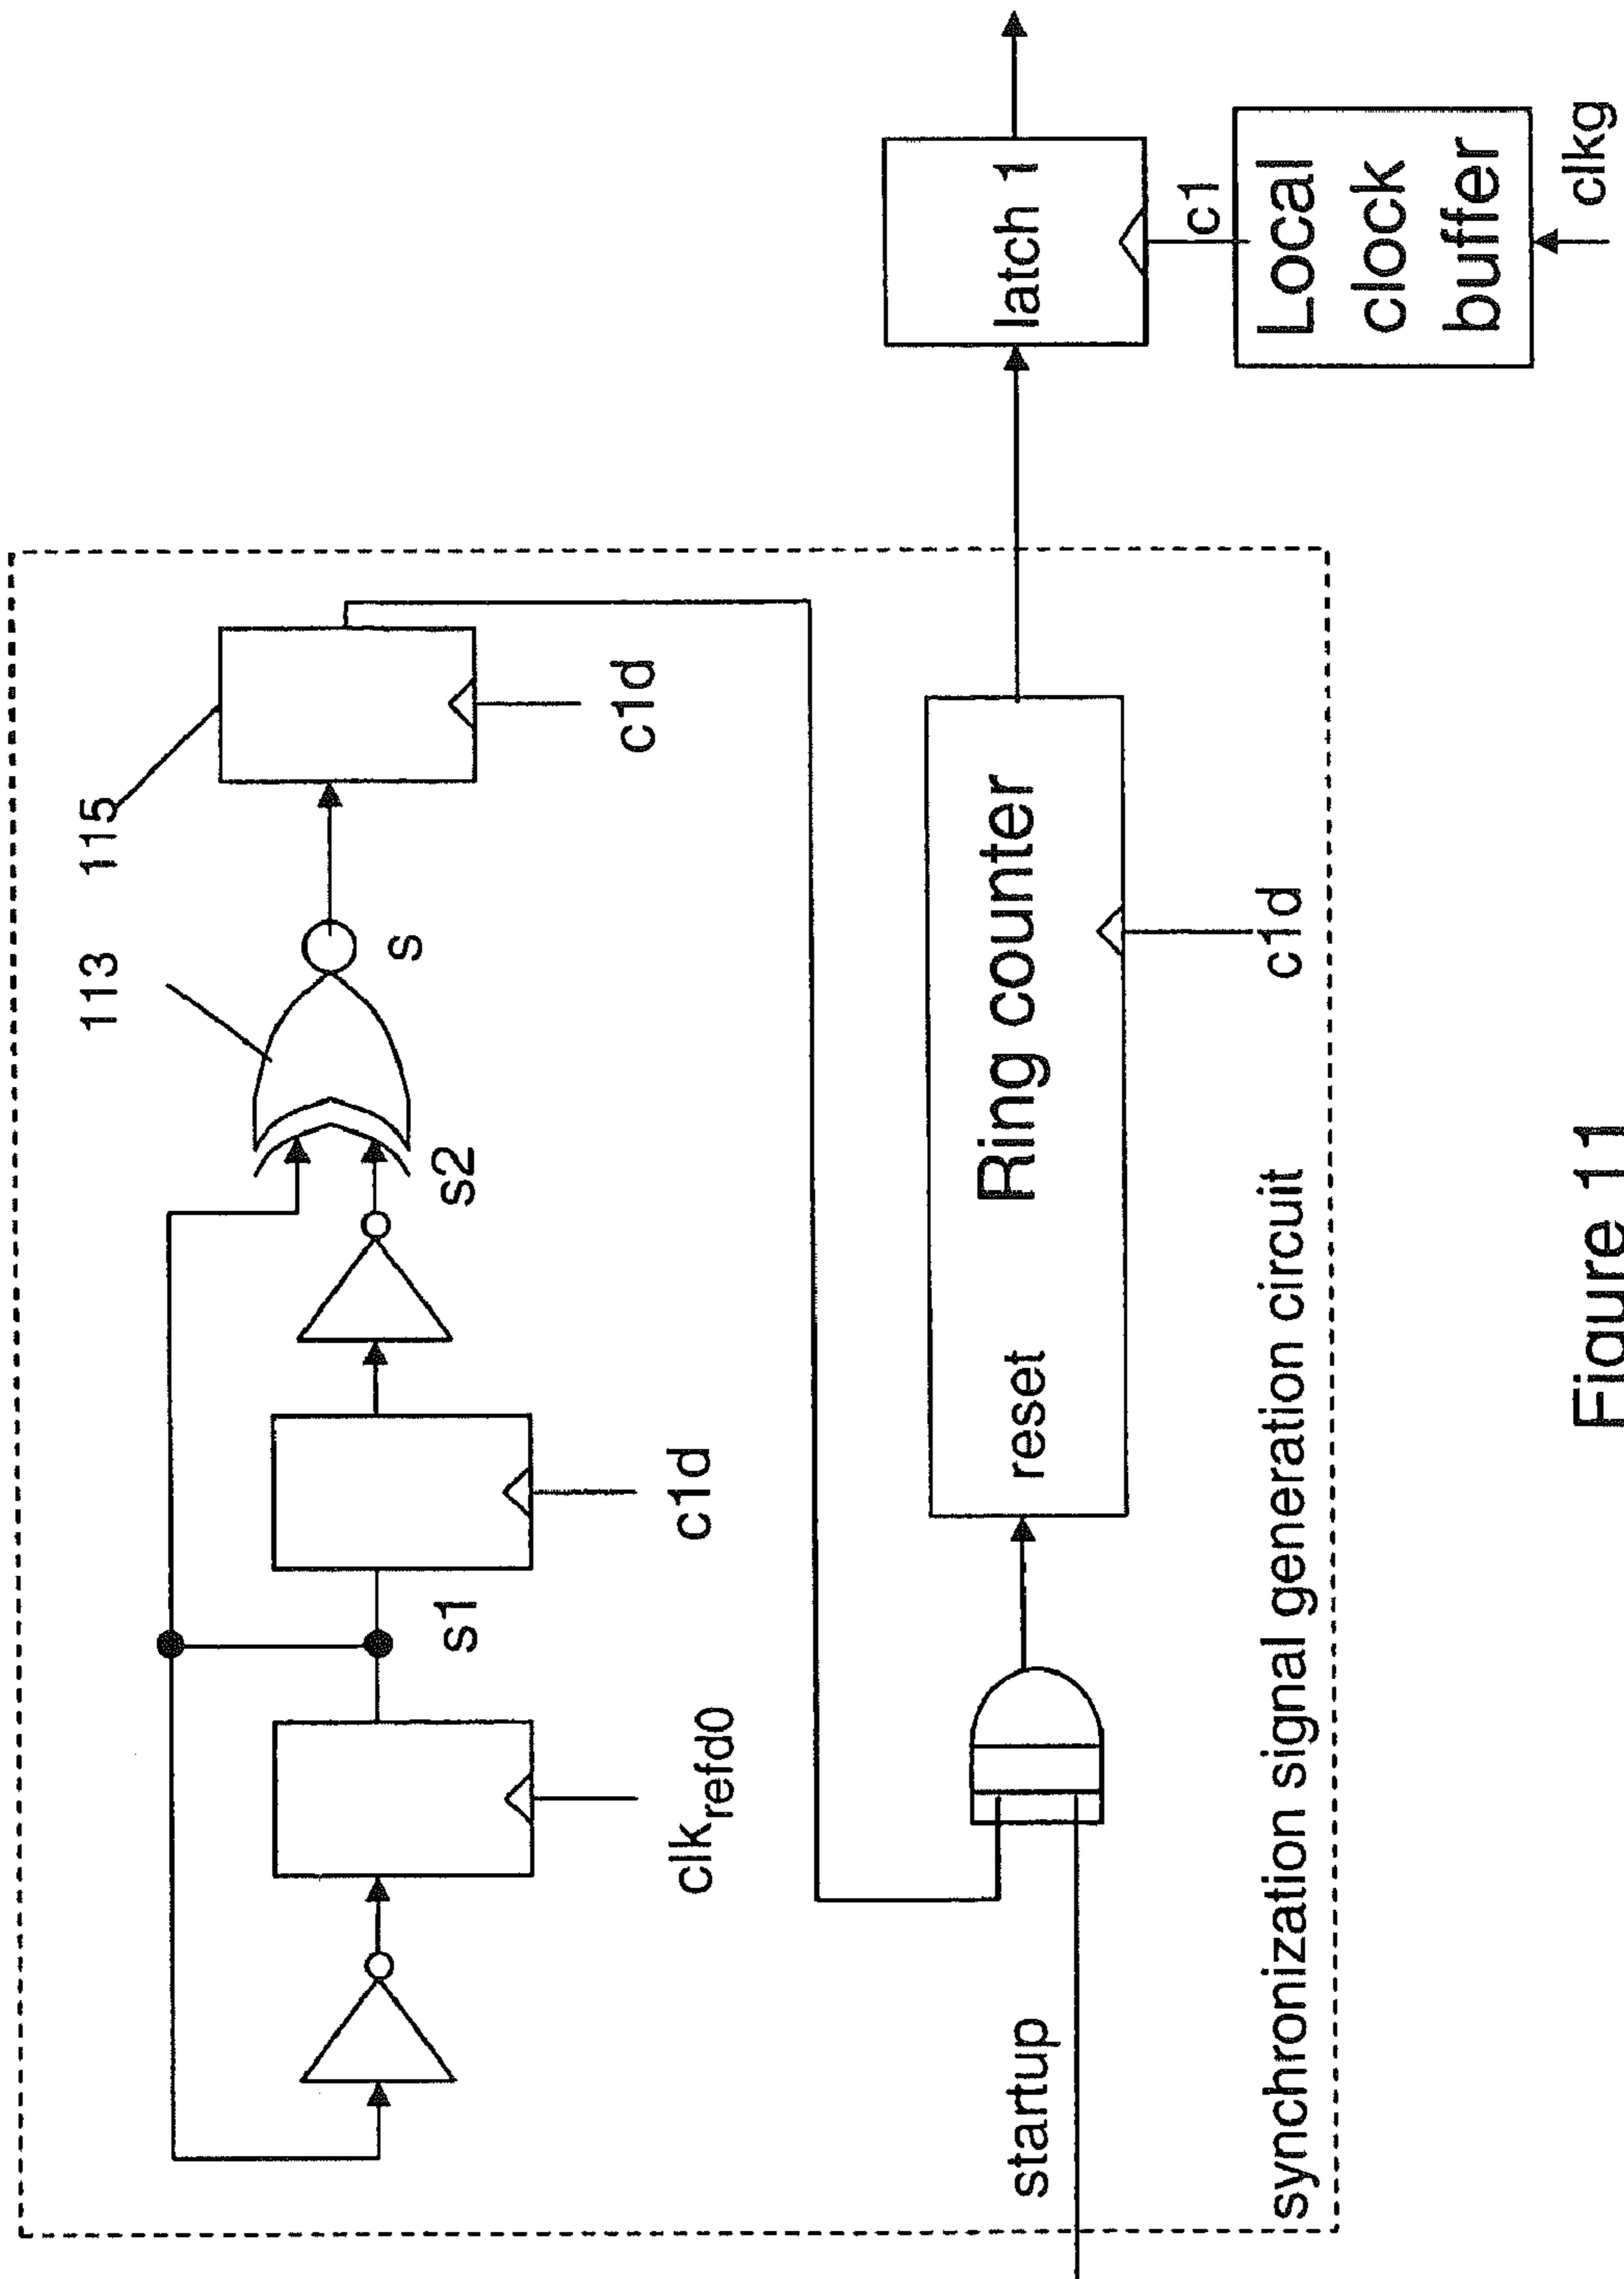 113
115
s
s2
s1
c1d
c1d
clkrefd0
startup
reset
Ring counter
c1d
synchronization signal generation circuit
latch 1
c1
Local
clock
buffer
clkg
Figure 11